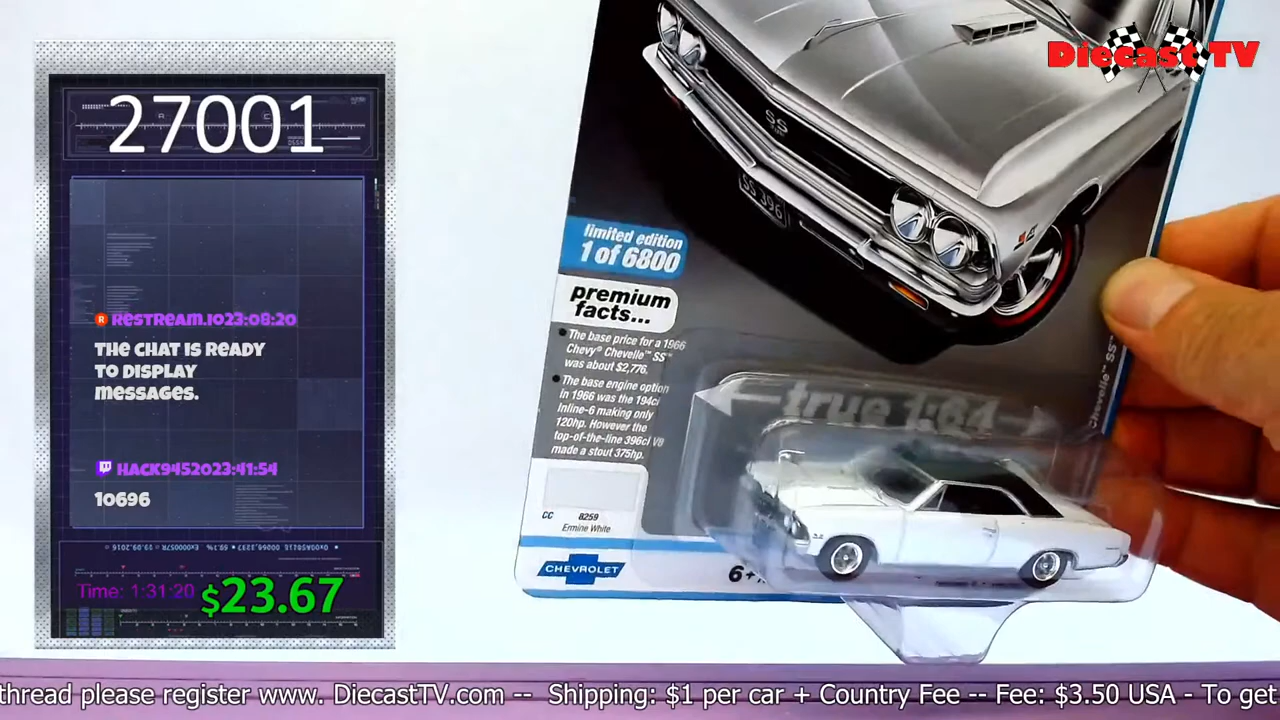 Diecast TV
27001
RESTREAM.IO23:08:20
THE CHAT IS READY
TO DISPLAY
MESSAGES.
HACK9452023:41:54
10696
Time: 1:31:20
$23.67
SS
SS 396
limited edition
1 of 6800
premium
facts...
• The base price for a 1966
Chevy® Chevelle™ SS™
was about $2,776.
• The base engine option
in 1966 was the 194ci
Inline-6 making only
120hp. However the
top-of-the-line 396ci V8
made a stout 375hp.
true 1:64
Chevelle™ SS™
CC 8259
Ermine White
CHEVROLET
6+
thread please register www. DiecastTV.com -- Shipping: $1 per car + Country Fee -- Fee: $3.50 USA - To get